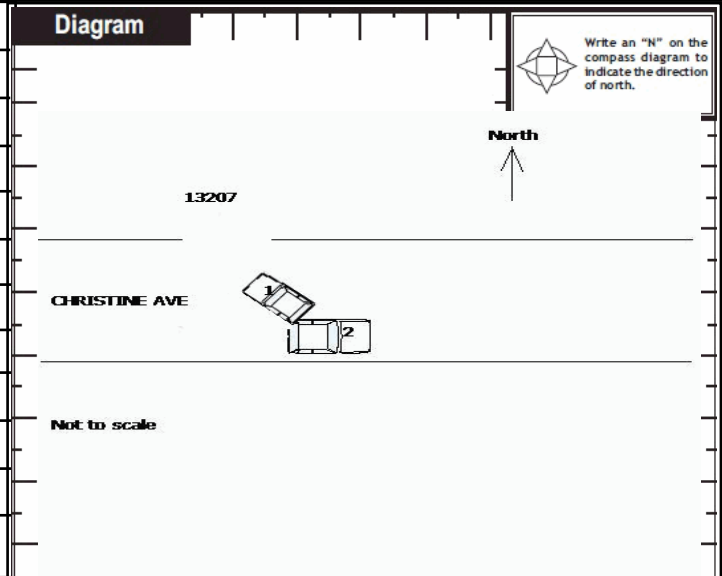 Diagram
Write an “N” on the
compass diagram to
indicate the direction
of north.
North
13207
CHRISTINE AVE
1
2
Not to scale